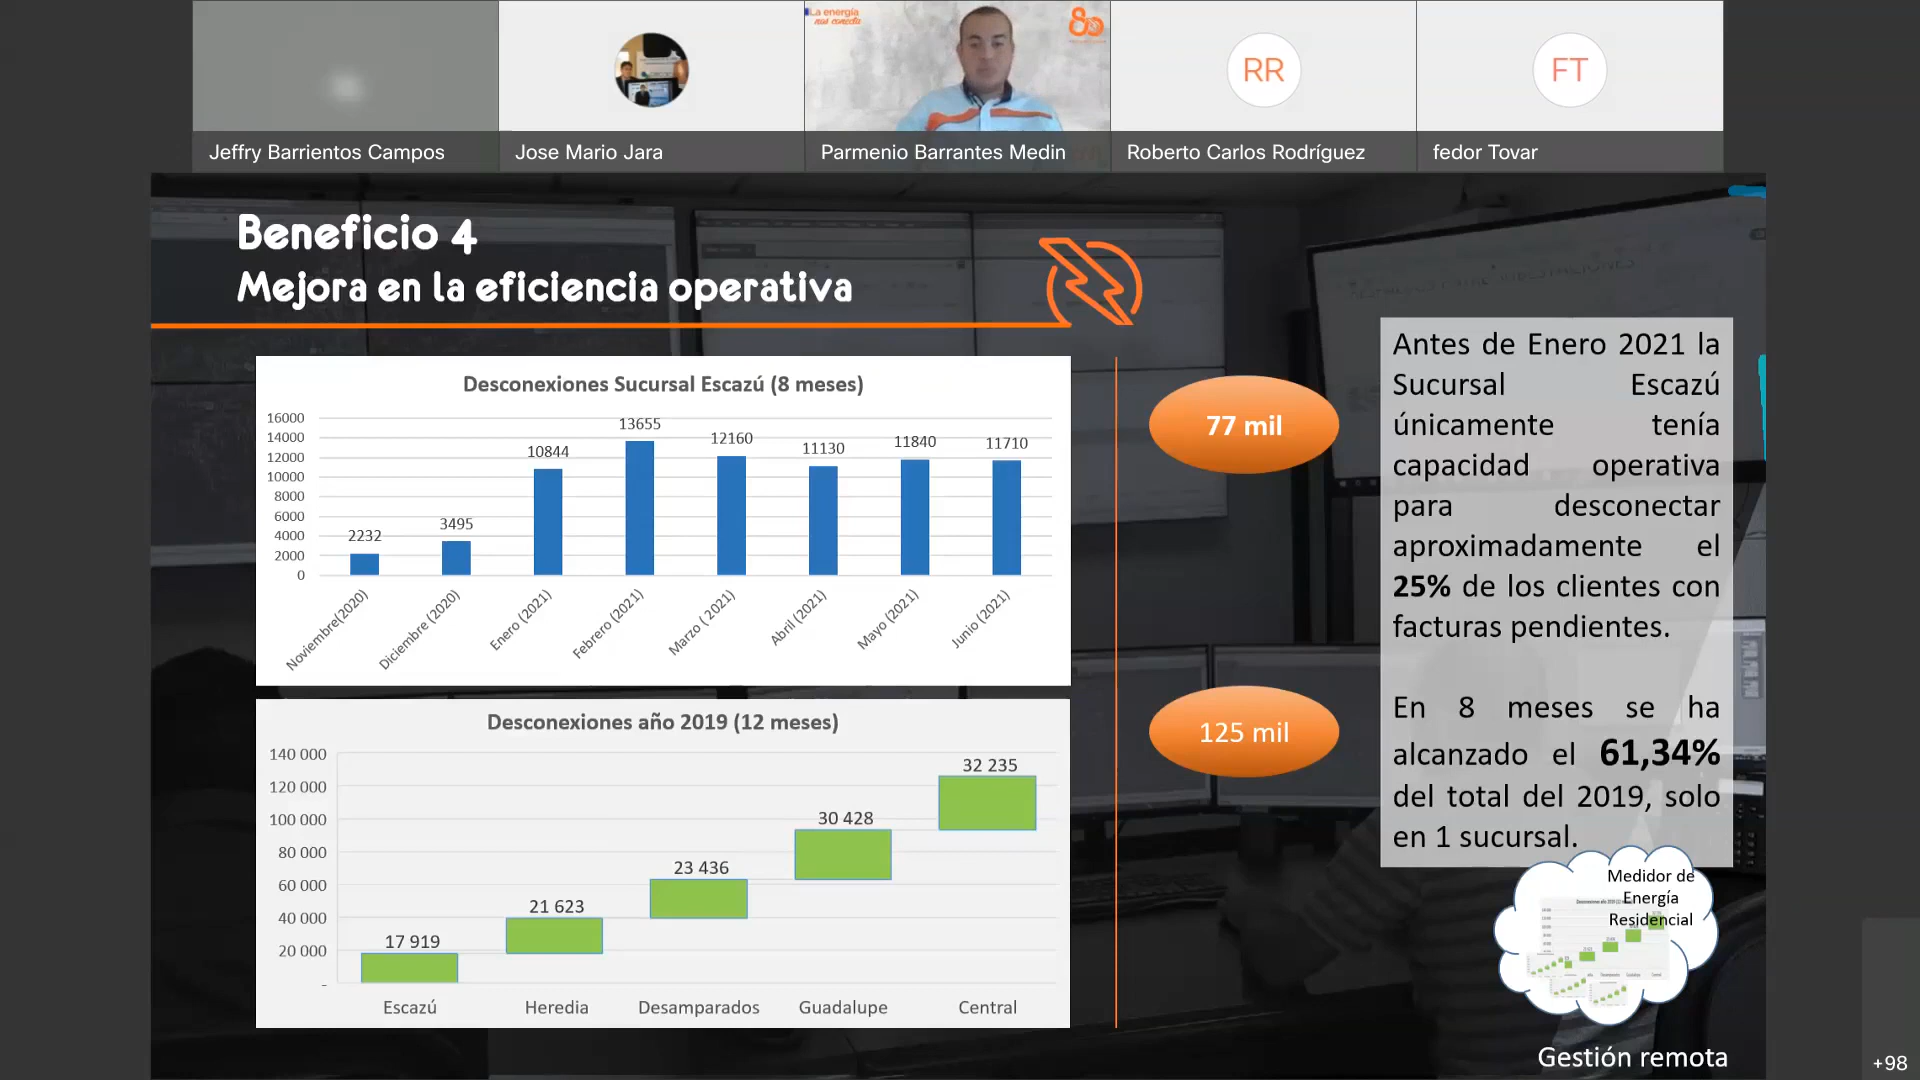 La energía
nos conecta
80
RR
FT
Jeffry Barrientos Campos
Jose Mario Jara
Parmenio Barrantes Medin
Roberto Carlos Rodríguez
fedor Tovar
Beneficio 4
Mejora en la eficiencia operativa
Desconexiones Sucursal Escazú (8 meses)
16000
14000
12000
10000
8000
6000
4000
2000
0
2232
3495
10844
13655
12160
11130
11840
11710
Noviembre(2020)
Diciembre (2020)
Enero (2021)
Febrero (2021)
Marzo ( 2021)
Abril (2021)
Mayo (2021)
Junio (2021)
77 mil
Desconexiones año 2019 (12 meses)
140 000
120 000
100 000
80 000
60 000
40 000
20 000
-
17 919
21 623
23 436
30 428
32 235
Escazú
Heredia
Desamparados
Guadalupe
Central
125 mil
Antes de Enero 2021 la
Sucursal Escazú
únicamente tenía
capacidad operativa
para desconectar
aproximadamente el
25% de los clientes con
facturas pendientes.
En 8 meses se ha
alcanzado el 61,34%
del total del 2019, solo
en 1 sucursal.
Medidor de
Energía
Residencial
Gestión remota
+98